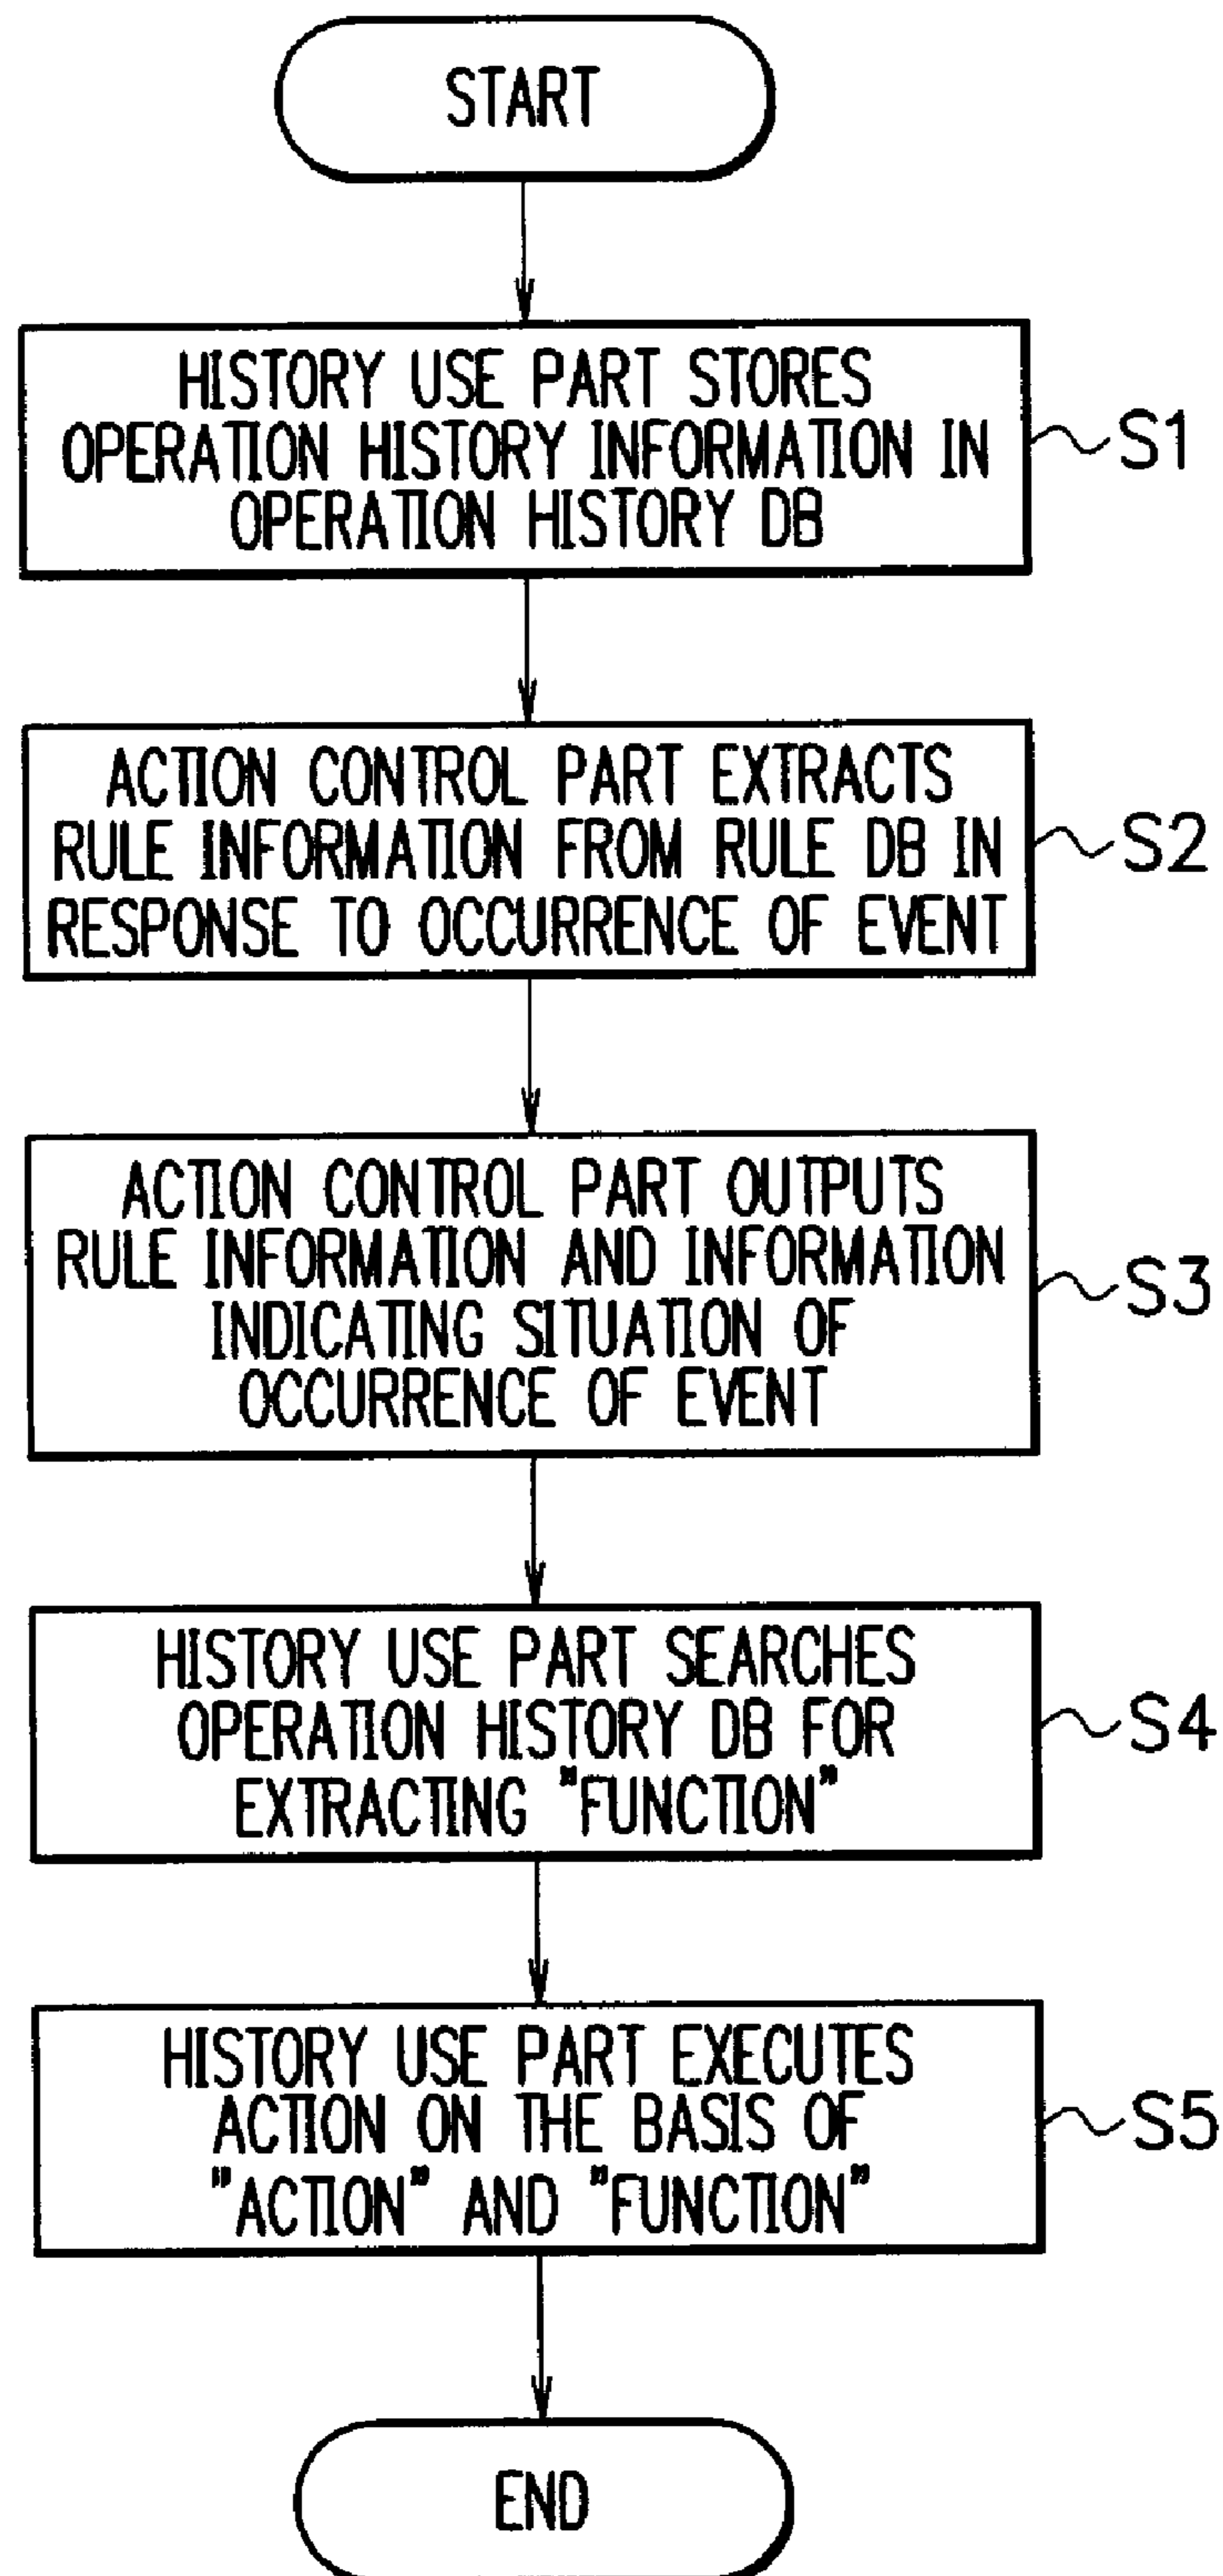 START
HISTORY USE PART STORES
OPERATION HISTORY INFORMATION IN
OPERATION HISTORY DB
S1
ACTION CONTROL PART EXTRACTS
RULE INFORMATION FROM RULE DB IN
RESPONSE TO OCCURRENCE OF EVENT
S2
ACTION CONTROL PART OUTPUTS
RULE INFORMATION AND INFORMATION
INDICATING SITUATION OF
OCCURRENCE OF EVENT
S3
HISTORY USE PART SEARCHES
OPERATION HISTORY DB FOR
EXTRACTING "FUNCTION"
S4
HISTORY USE PART EXECUTES
ACTION ON THE BASIS OF
"ACTION" AND "FUNCTION"
S5
END